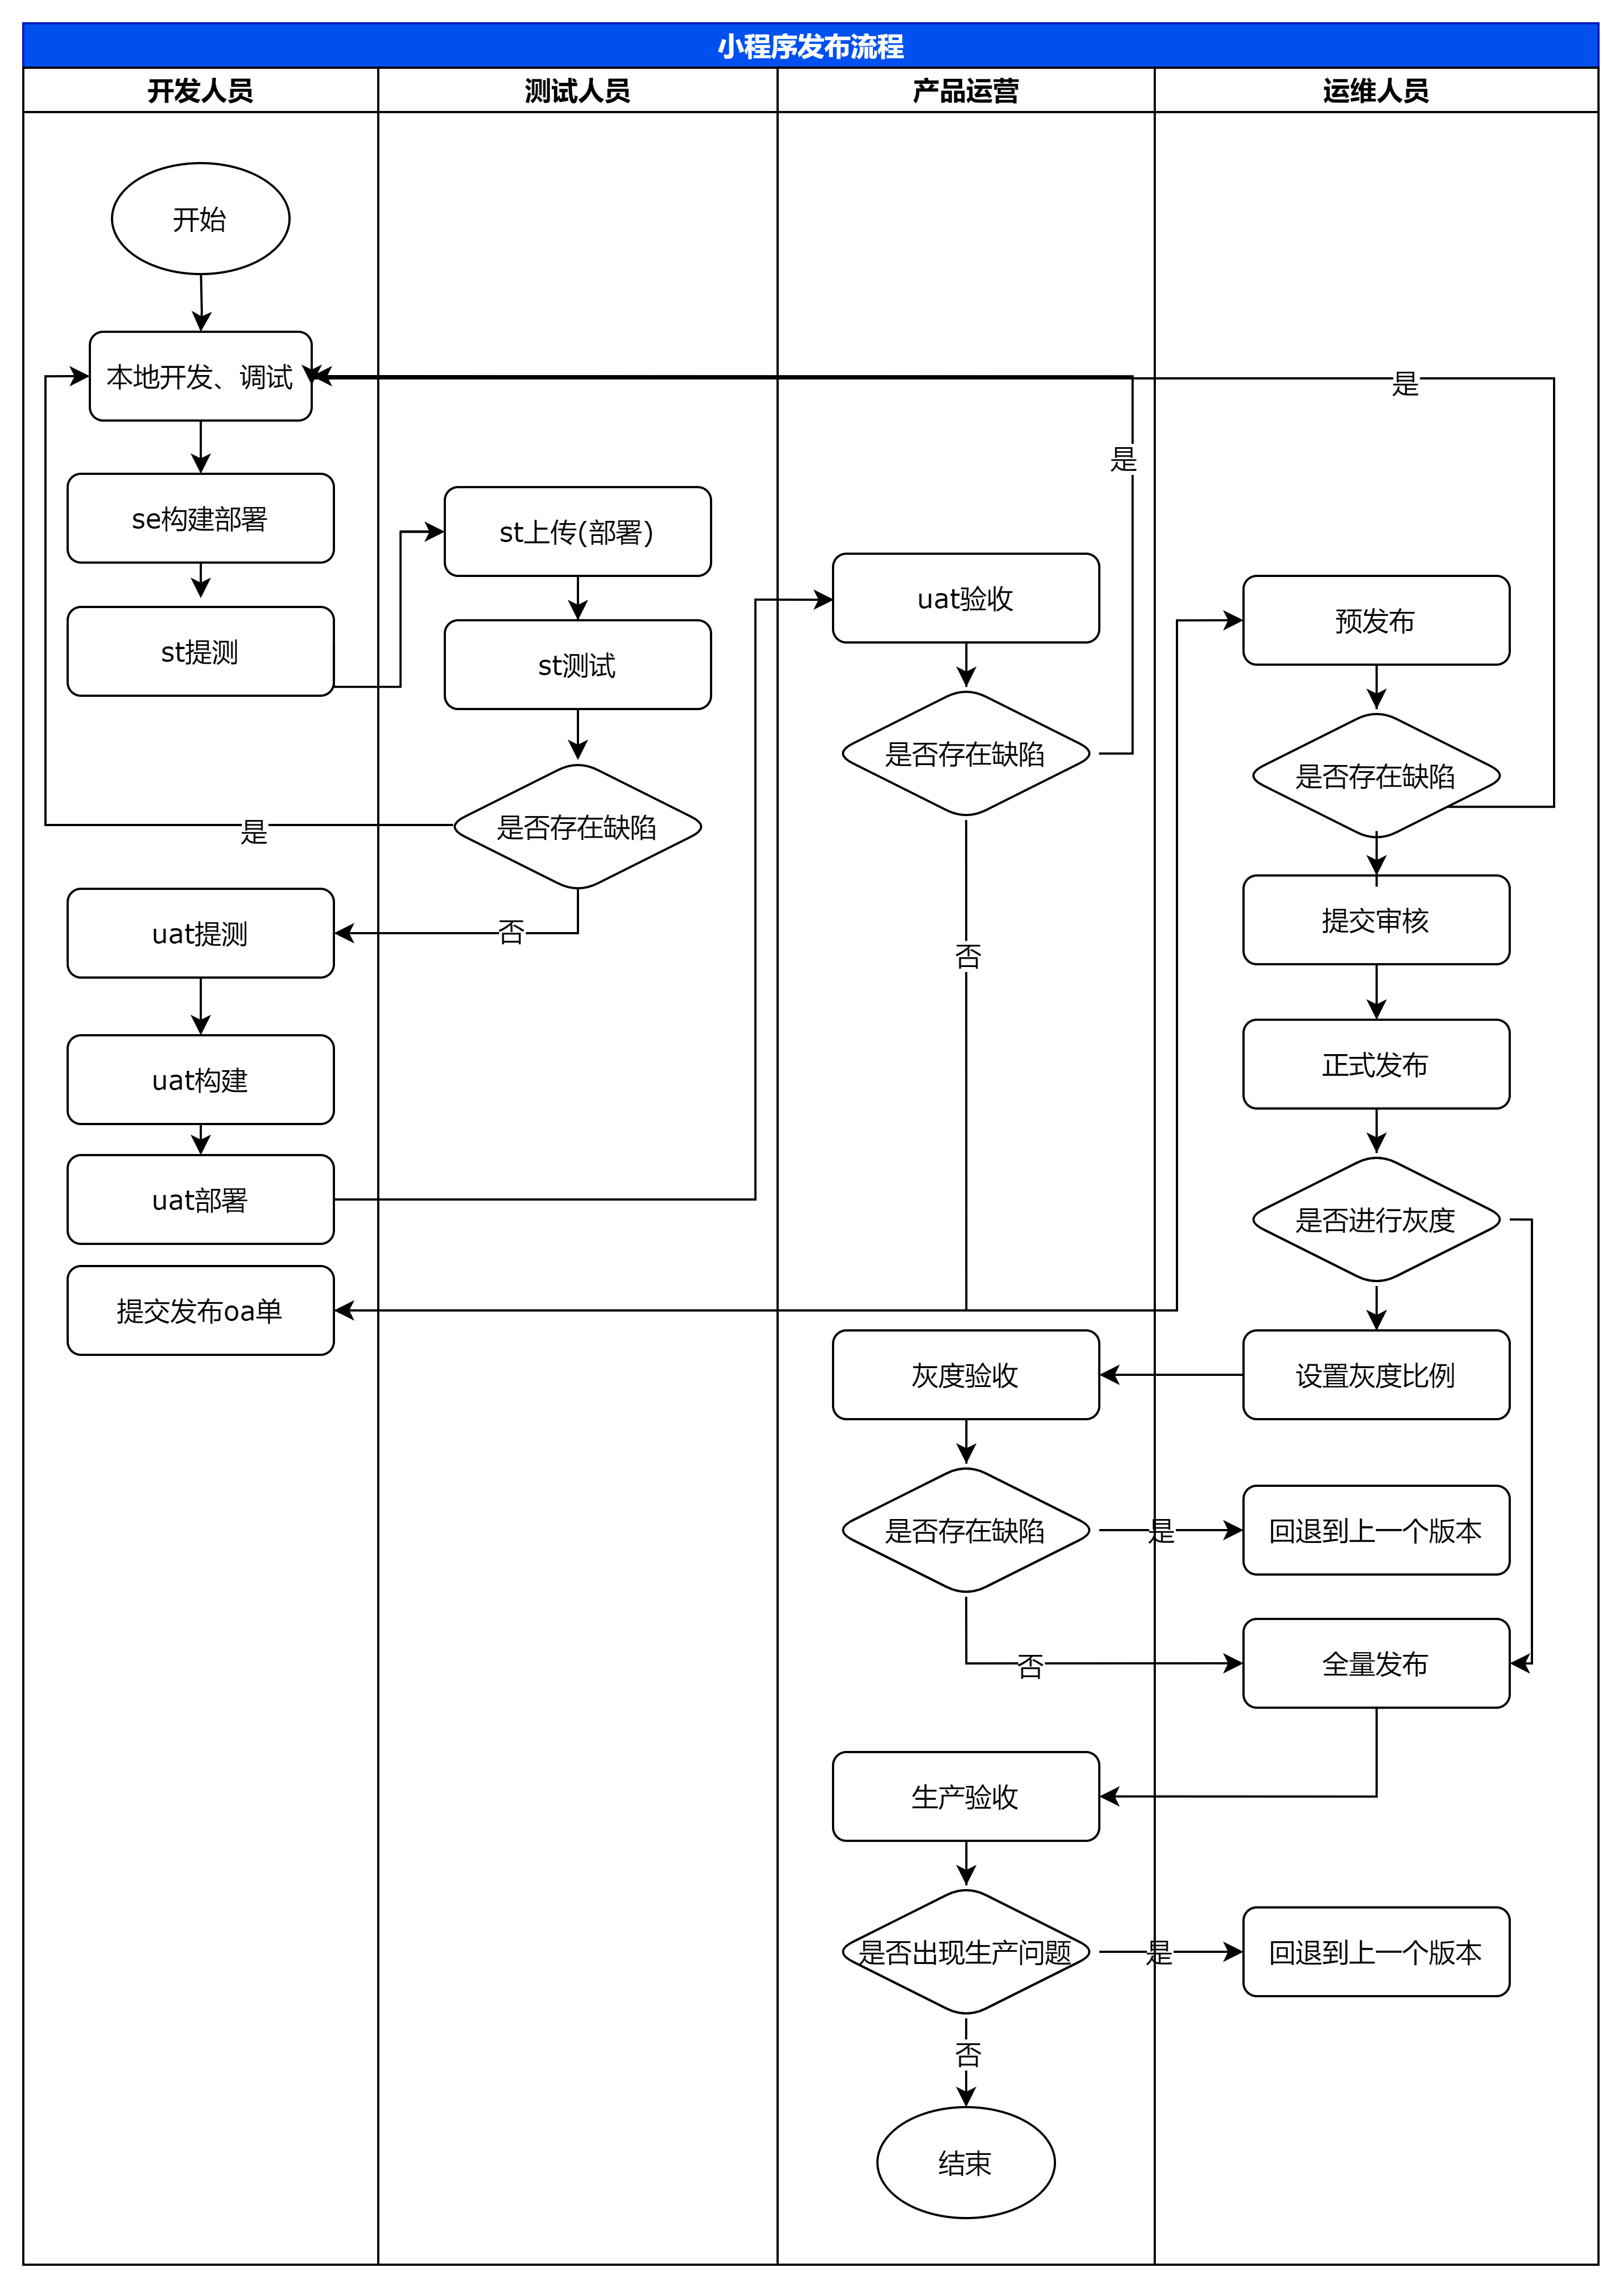 小程序发布流程
开发人员
测试人员
产品运营
运维人员
开始
本地开发、调试
是
是
se构建部署
st上传(部署)
uat验收
预发布
st提测
st测试
是否存在缺陷
是否存在缺陷
是否存在缺陷
是
uat提测
否
否
提交审核
uat构建
正式发布
uat部署
是否进行灰度
提交发布oa单
灰度验收
设置灰度比例
是否存在缺陷
是
回退到上一个版本
否
全量发布
生产验收
是否出现生产问题
是
回退到上一个版本
否
结束